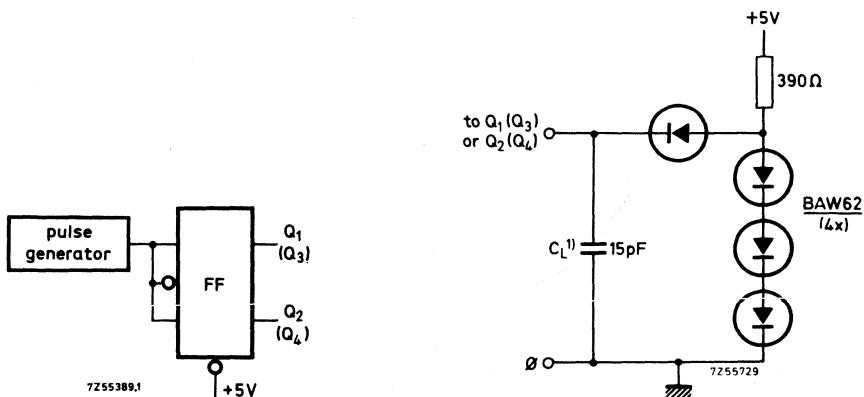 pulse
generator
FF
Q₁
(Q₃)
Q₂
(Q₄)
+5V
7Z55389.1
+5V
390Ω
to Q₁(Q₃)
or Q₂(Q₄)
BAW62
(4x)
C_L¹⁾
15pF
Ø
7Z55729